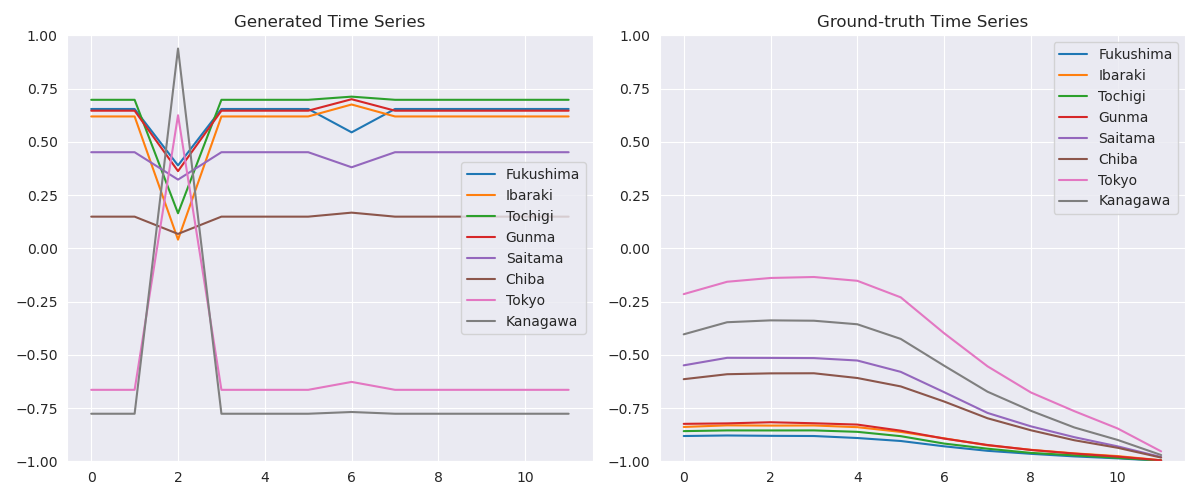 Generated Time Series
1.00
0.75
0.50
0.25
0.00
−0.25
−0.50
−0.75
−1.00
0 2 4 6 8 10
Fukushima
Ibaraki
Tochigi
Gunma
Saitama
Chiba
Tokyo
Kanagawa
Ground-truth Time Series
1.00
0.75
0.50
0.25
0.00
−0.25
−0.50
−0.75
−1.00
0 2 4 6 8 10
Fukushima
Ibaraki
Tochigi
Gunma
Saitama
Chiba
Tokyo
Kanagawa